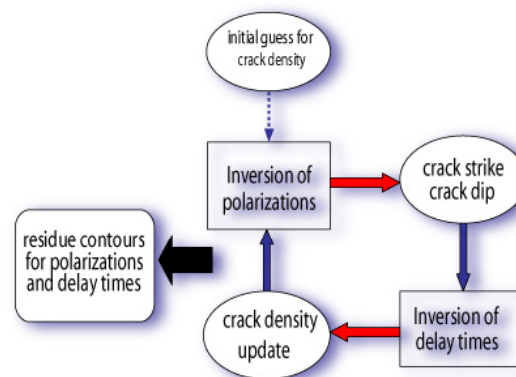 initial guess for
crack density
Inversion of
polarizations
crack strike
crack dip
residue contours
for polarizations
and delay times
crack density
update
Inversion of
delay times